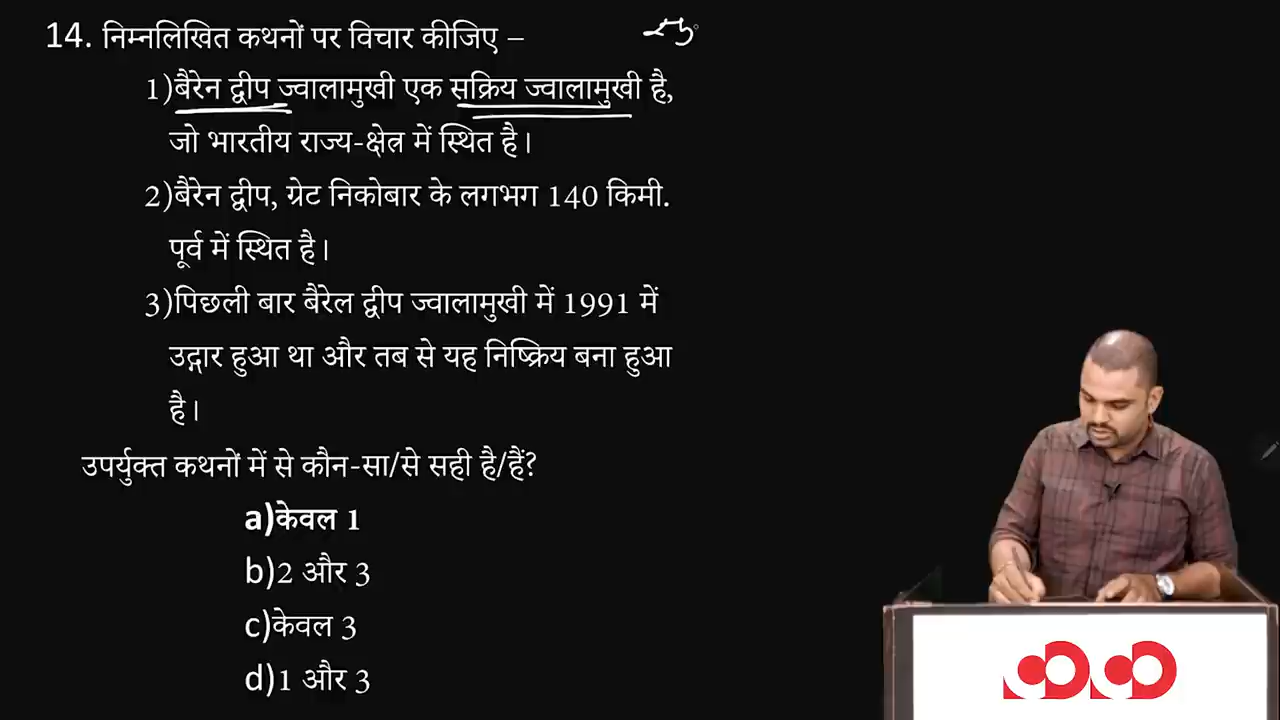 14. निम्नलिखित कथनों पर विचार कीजिए –
1)बैरेन द्वीप ज्वालामुखी एक सक्रिय ज्वालामुखी है,
जो भारतीय राज्य-क्षेत्र में स्थित है।
2)बैरेन द्वीप, ग्रेट निकोबार के लगभग 140 किमी.
पूर्व में स्थित है।
3)पिछली बार बैरेल द्वीप ज्वालामुखी में 1991 में
उद्गार हुआ था और तब से यह निष्क्रिय बना हुआ
है।
उपर्युक्त कथनों में से कौन-सा/से सही है/हैं?
a)केवल 1
b)2 और 3
c)केवल 3
d)1 और 3